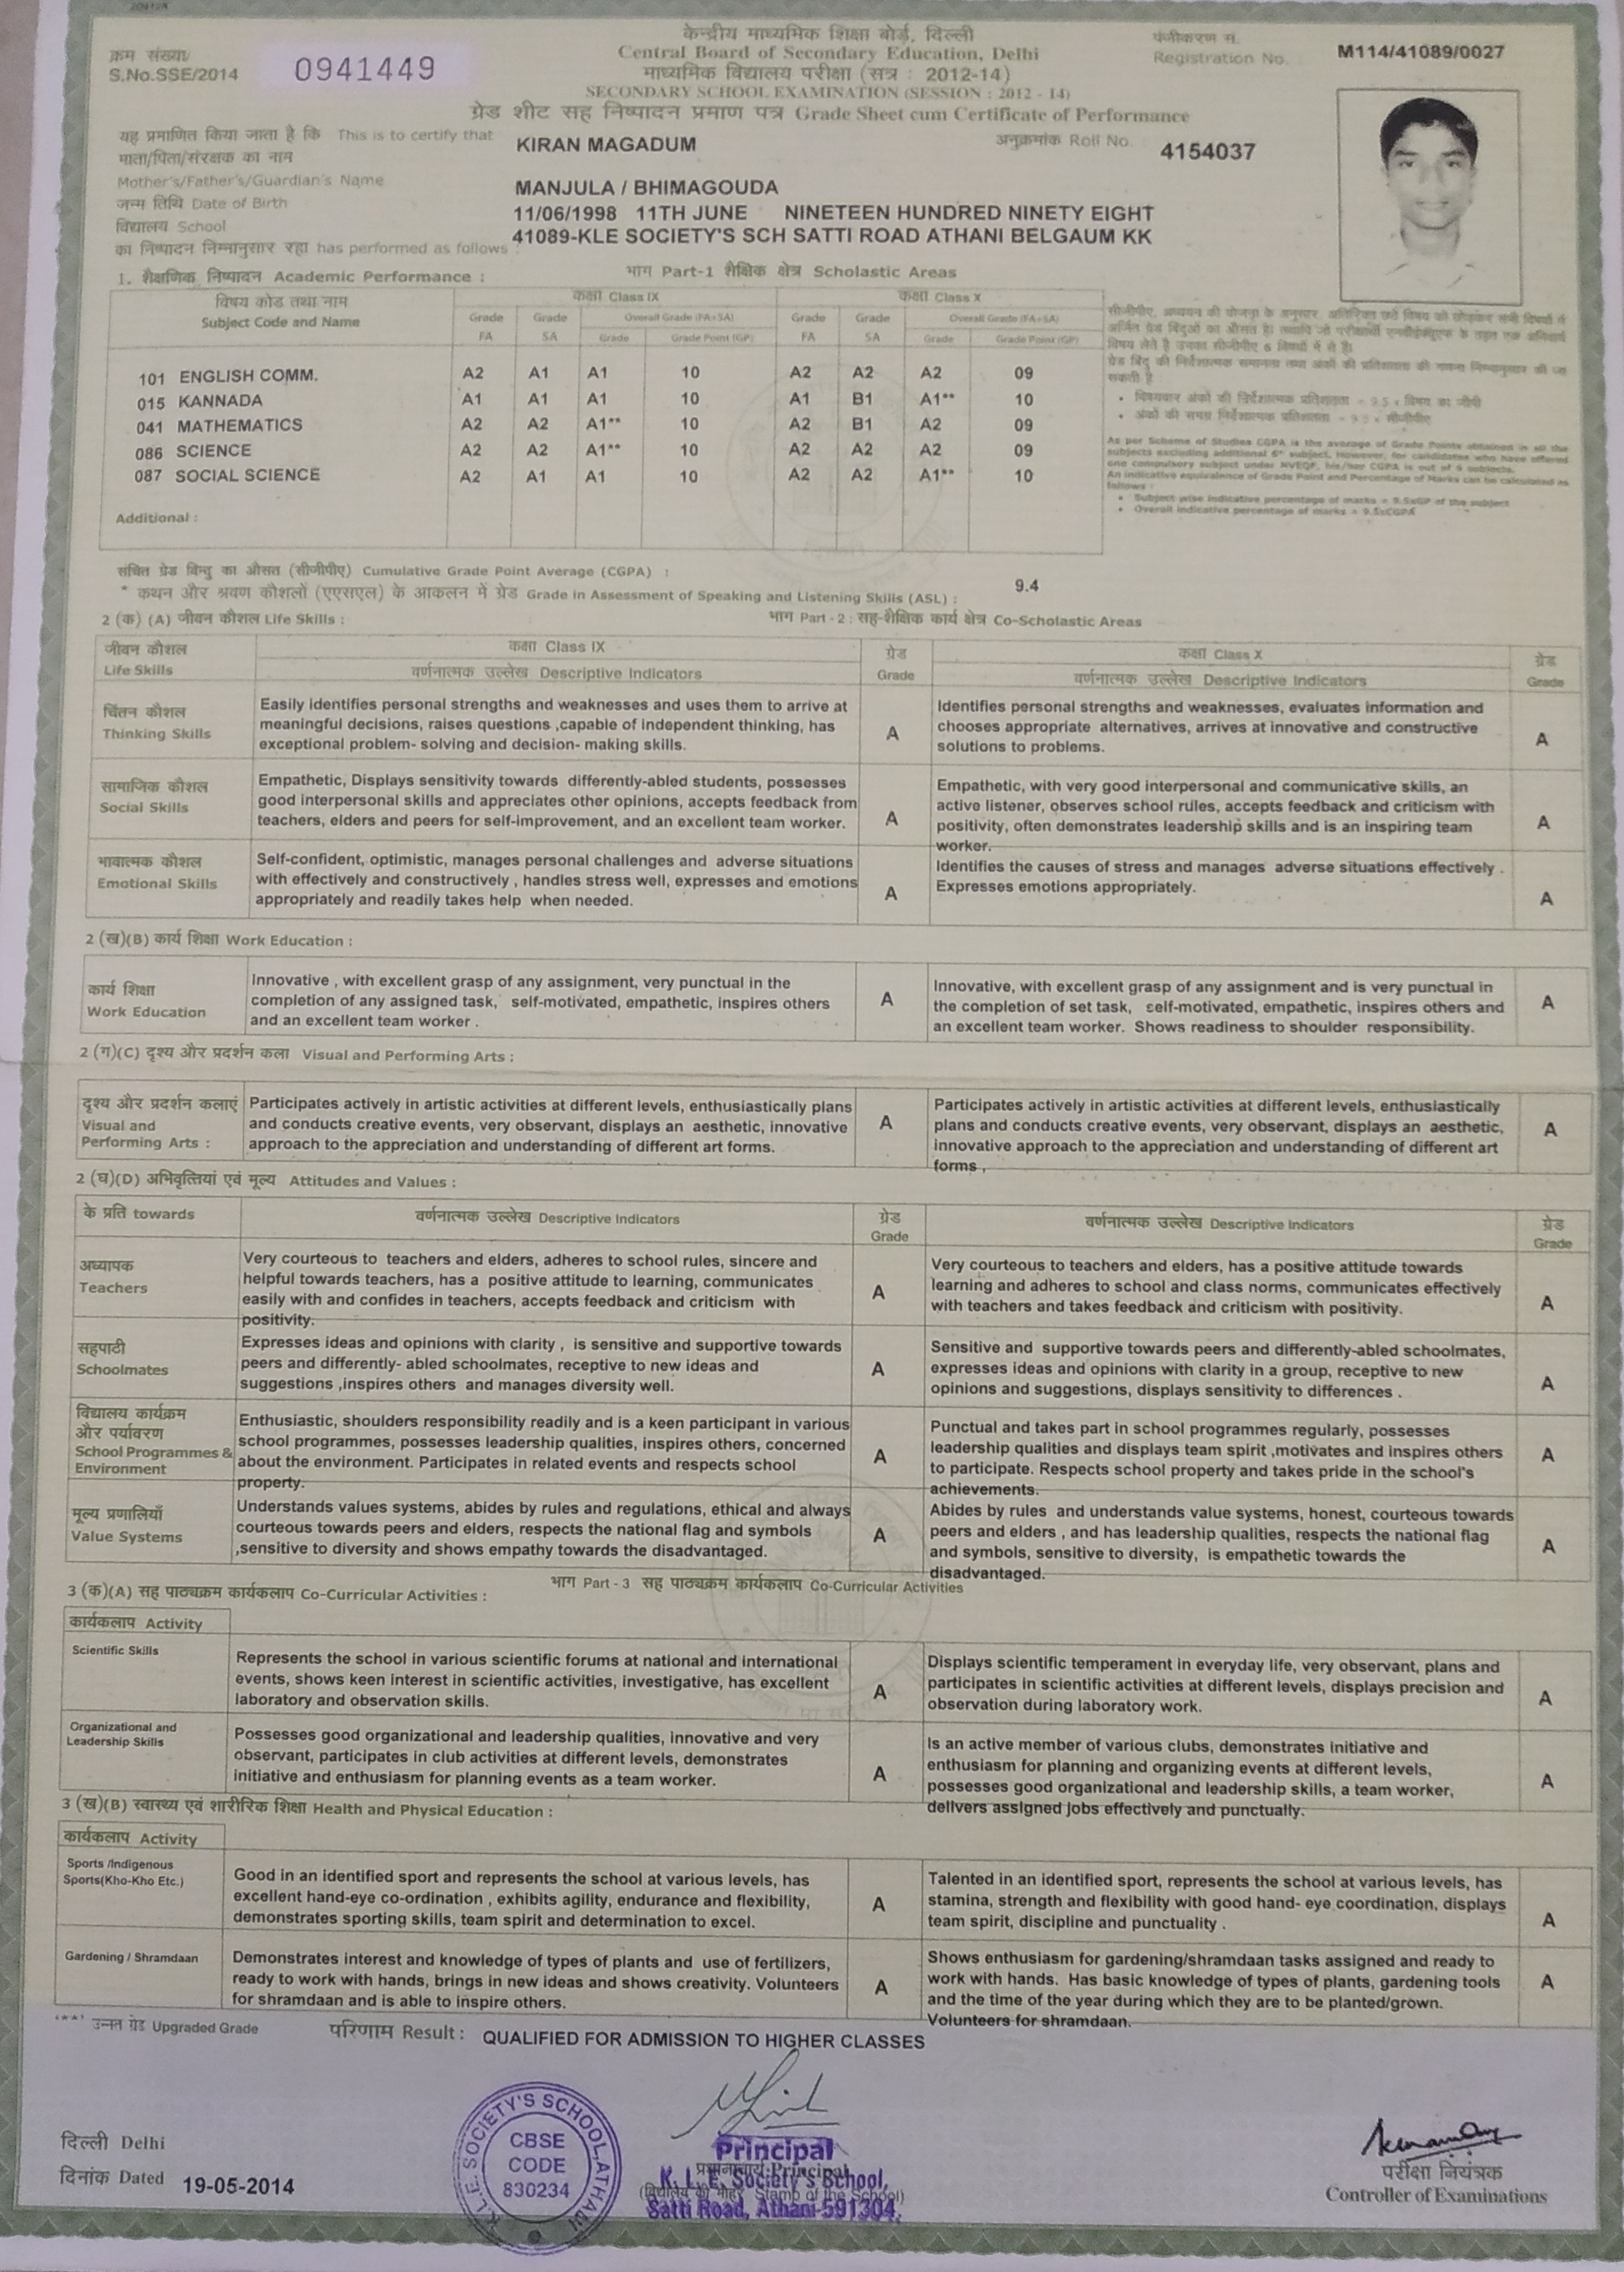 क्रम संख्या
S.No.SSE/2014 0941449
केन्द्रीय माध्यमिक शिक्षा बोर्ड, दिल्ली
Central Board of Secondary Education, Delhi
माध्यमिक विद्यालय परीक्षा (सत्र : 2012-14)
SECONDARY SCHOOL EXAMINATION (SESSION : 2012 - 14)
ग्रेड शीट सह निष्पादन प्रमाण पत्र Grade Sheet cum Certificate of Performance
पंजीकरण सं.
Registration No. M114/41089/0027
यह प्रमाणित किया जाता है कि This is to certify that KIRAN MAGADUM
अनुक्रमांक Roll No. 4154037
माता/पिता/संरक्षक का नाम
Mother's/Father's/Guardian's Name MANJULA / BHIMAGOUDA
जन्म तिथि Date of Birth 11/06/1998 11TH JUNE NINETEEN HUNDRED NINETY EIGHT
विद्यालय School 41089-KLE SOCIETY'S SCH SATTI ROAD ATHANI BELGAUM KK
का निष्पादन निम्नानुसार रहा has performed as follows :
1. शैक्षणिक निष्पादन Academic Performance : भाग Part-1 शैक्षिक क्षेत्र Scholastic Areas
विषय कोड तथा नाम
Subject Code and Name
कक्षा Class IX कक्षा Class X
Grade Grade Overall Grade (FA+SA) Grade Grade Overall Grade (FA+SA)
FA SA Grade Grade Point (GP) FA SA Grade Grade Point (GP)
101 ENGLISH COMM. A2 A1 A1 10 A2 A2 A2 09
015 KANNADA A1 A1 A1 10 A1 B1 A1** 10
041 MATHEMATICS A2 A2 A1** 10 A2 B1 A2 09
086 SCIENCE A2 A2 A1** 10 A2 A2 A2 09
087 SOCIAL SCIENCE A2 A1 A1 10 A2 A2 A1** 10
Additional :
As per Scheme of Studies CGPA is the average of Grade Points obtained in all the
subjects excluding additional 6th subject. However, for candidates who have offered
one compulsory subject under NVEQF, his/her CGPA is out of 6 subjects.
An indicative equivalence of Grade Point and Percentage of Marks can be calculated as
follows :
• Subject wise indicative percentage of marks = 9.5xGP of the subject
• Overall indicative percentage of marks = 9.5xCGPA
संचित ग्रेड बिन्दु का औसत (सीजीपीए) Cumulative Grade Point Average (CGPA) : 9.4
* कथन और श्रवण कौशलों (एएसएल) के आकलन में ग्रेड Grade in Assessment of Speaking and Listening Skills (ASL) :
2 (क) (A) जीवन कौशल Life Skills : भाग Part - 2 : सह-शैक्षिक कार्य क्षेत्र Co-Scholastic Areas
जीवन कौशल
Life Skills
कक्षा Class IX
वर्णनात्मक उल्लेख Descriptive Indicators
ग्रेड
Grade
कक्षा Class X
वर्णनात्मक उल्लेख Descriptive Indicators
ग्रेड
Grade
चिंतन कौशल
Thinking Skills
Easily identifies personal strengths and weaknesses and uses them to arrive at
meaningful decisions, raises questions ,capable of independent thinking, has
exceptional problem- solving and decision- making skills.
A
Identifies personal strengths and weaknesses, evaluates information and
chooses appropriate alternatives, arrives at innovative and constructive
solutions to problems.
A
सामाजिक कौशल
Social Skills
Empathetic, Displays sensitivity towards differently-abled students, possesses
good interpersonal skills and appreciates other opinions, accepts feedback from
teachers, elders and peers for self-improvement, and an excellent team worker.
A
Empathetic, with very good interpersonal and communicative skills, an
active listener, observes school rules, accepts feedback and criticism with
positivity, often demonstrates leadership skills and is an inspiring team
worker.
A
भावात्मक कौशल
Emotional Skills
Self-confident, optimistic, manages personal challenges and adverse situations
with effectively and constructively , handles stress well, expresses and emotions
appropriately and readily takes help when needed.
A
Identifies the causes of stress and manages adverse situations effectively .
Expresses emotions appropriately.
A
2 (ख)(B) कार्य शिक्षा Work Education :
कार्य शिक्षा
Work Education
Innovative , with excellent grasp of any assignment, very punctual in the
completion of any assigned task, self-motivated, empathetic, inspires others
and an excellent team worker .
A
Innovative, with excellent grasp of any assignment and is very punctual in
the completion of set task, self-motivated, empathetic, inspires others and
an excellent team worker. Shows readiness to shoulder responsibility.
A
2 (ग)(C) दृश्य और प्रदर्शन कला Visual and Performing Arts :
दृश्य और प्रदर्शन कलाएं
Visual and
Performing Arts :
Participates actively in artistic activities at different levels, enthusiastically plans
and conducts creative events, very observant, displays an aesthetic, innovative
approach to the appreciation and understanding of different art forms.
A
Participates actively in artistic activities at different levels, enthusiastically
plans and conducts creative events, very observant, displays an aesthetic,
innovative approach to the appreciation and understanding of different art
forms ,
A
2 (घ)(D) अभिवृत्तियां एवं मूल्य Attitudes and Values :
के प्रति towards
वर्णनात्मक उल्लेख Descriptive Indicators
ग्रेड
Grade
वर्णनात्मक उल्लेख Descriptive Indicators
ग्रेड
Grade
अध्यापक
Teachers
Very courteous to teachers and elders, adheres to school rules, sincere and
helpful towards teachers, has a positive attitude to learning, communicates
easily with and confides in teachers, accepts feedback and criticism with
positivity.
A
Very courteous to teachers and elders, has a positive attitude towards
learning and adheres to school and class norms, communicates effectively
with teachers and takes feedback and criticism with positivity.
A
सहपाठी
Schoolmates
Expresses ideas and opinions with clarity , is sensitive and supportive towards
peers and differently- abled schoolmates, receptive to new ideas and
suggestions ,inspires others and manages diversity well.
A
Sensitive and supportive towards peers and differently-abled schoolmates,
expresses ideas and opinions with clarity in a group, receptive to new
opinions and suggestions, displays sensitivity to differences .
A
विद्यालय कार्यक्रम
और पर्यावरण
School Programmes &
Environment
Enthusiastic, shoulders responsibility readily and is a keen participant in various
school programmes, possesses leadership qualities, inspires others, concerned
about the environment. Participates in related events and respects school
property.
A
Punctual and takes part in school programmes regularly, possesses
leadership qualities and displays team spirit ,motivates and inspires others
to participate. Respects school property and takes pride in the school's
achievements.
A
मूल्य प्रणालियाँ
Value Systems
Understands values systems, abides by rules and regulations, ethical and always
courteous towards peers and elders, respects the national flag and symbols
,sensitive to diversity and shows empathy towards the disadvantaged.
A
Abides by rules and understands value systems, honest, courteous towards
peers and elders , and has leadership qualities, respects the national flag
and symbols, sensitive to diversity, is empathetic towards the
disadvantaged.
A
3 (क)(A) सह पाठ्यक्रम कार्यकलाप Co-Curricular Activities : भाग Part - 3 सह पाठ्यक्रम कार्यकलाप Co-Curricular Activities
कार्यकलाप Activity
Scientific Skills
Represents the school in various scientific forums at national and international
events, shows keen interest in scientific activities, investigative, has excellent
laboratory and observation skills.
A
Displays scientific temperament in everyday life, very observant, plans and
participates in scientific activities at different levels, displays precision and
observation during laboratory work.
A
Organizational and
Leadership Skills
Possesses good organizational and leadership qualities, innovative and very
observant, participates in club activities at different levels, demonstrates
initiative and enthusiasm for planning events as a team worker.
A
Is an active member of various clubs, demonstrates initiative and
enthusiasm for planning and organizing events at different levels,
possesses good organizational and leadership skills, a team worker,
delivers assigned jobs effectively and punctually.
A
3 (ख)(B) स्वास्थ्य एवं शारीरिक शिक्षा Health and Physical Education :
कार्यकलाप Activity
Sports /Indigenous
Sports(Kho-Kho Etc.)
Good in an identified sport and represents the school at various levels, has
excellent hand-eye co-ordination , exhibits agility, endurance and flexibility,
demonstrates sporting skills, team spirit and determination to excel.
A
Talented in an identified sport, represents the school at various levels, has
stamina, strength and flexibility with good hand- eye coordination, displays
team spirit, discipline and punctuality .
A
Gardening / Shramdaan
Demonstrates interest and knowledge of types of plants and use of fertilizers,
ready to work with hands, brings in new ideas and shows creativity. Volunteers
for shramdaan and is able to inspire others.
A
Shows enthusiasm for gardening/shramdaan tasks assigned and ready to
work with hands. Has basic knowledge of types of plants, gardening tools
and the time of the year during which they are to be planted/grown.
Volunteers for shramdaan.
A
'**' उन्नत ग्रेड Upgraded Grade परिणाम Result : QUALIFIED FOR ADMISSION TO HIGHER CLASSES
दिल्ली Delhi
दिनांक Dated 19-05-2014
K.L.E. SOCIETY'S SCHOOL, ATHANI
CBSE
CODE
830234
Principal
प्रधानाचार्य Principal
K. L. E. Society's School,
(विद्यालय की मोहर Stamp of the School)
Satti Road, Athani-591304.
परीक्षा नियंत्रक
Controller of Examinations